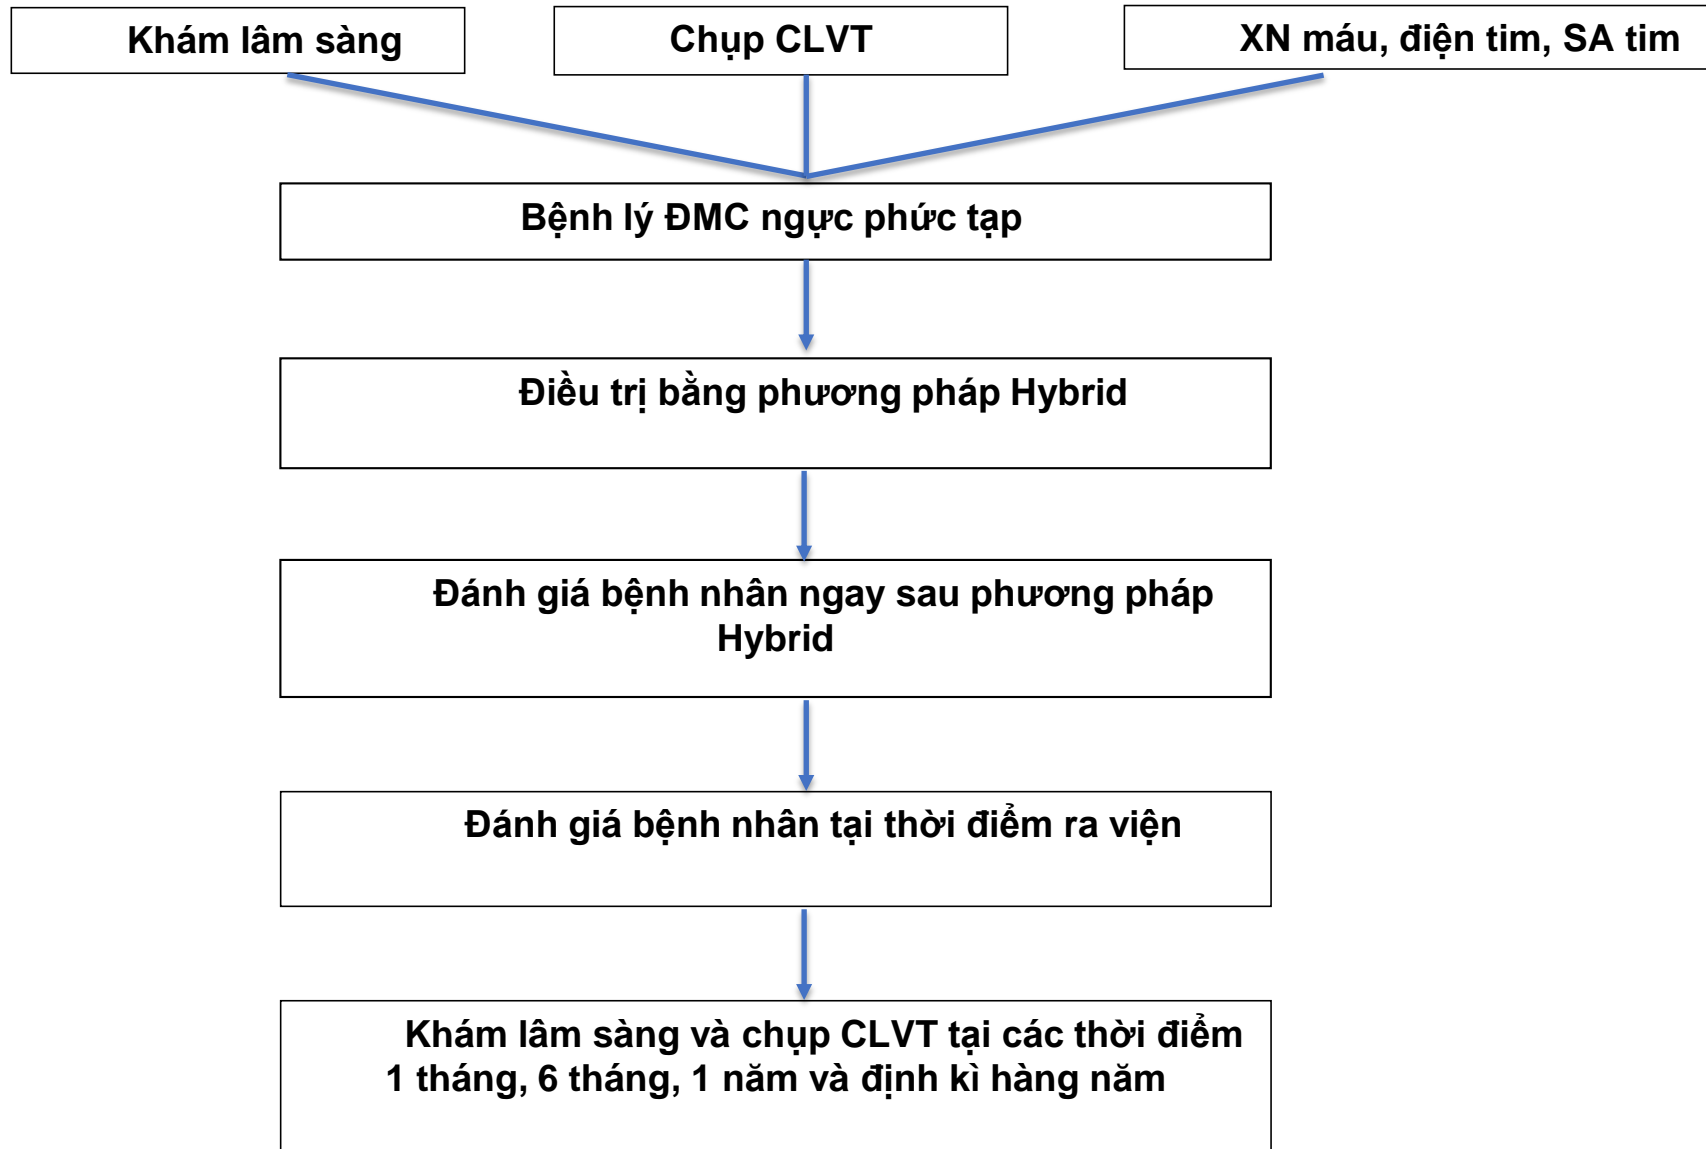 Khám lâm sàng
Chụp CLVT
XN máu, điện tim, SA tim
Bệnh lý ĐMC ngực phức tạp
Điều trị bằng phương pháp Hybrid
Đánh giá bệnh nhân ngay sau phương pháp
Hybrid
Đánh giá bệnh nhân tại thời điểm ra viện
Khám lâm sàng và chụp CLVT tại các thời điểm
1 tháng, 6 tháng, 1 năm và định kì hàng năm